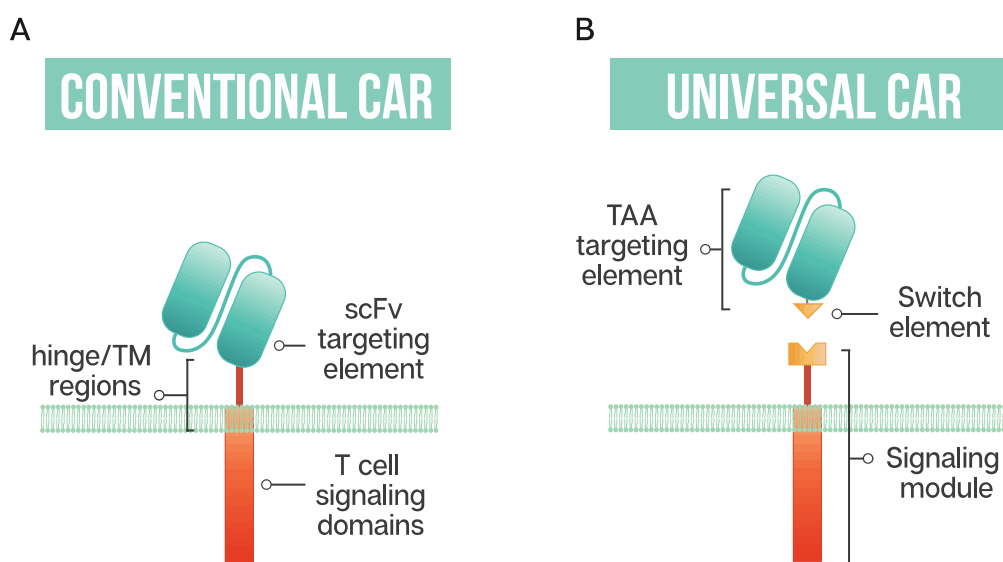 A
CONVENTIONAL CAR
hinge/TM
regions
scFv
targeting
element
T cell
signaling
domains
B
UNIVERSAL CAR
TAA
targeting
element
Switch
element
Signaling
module